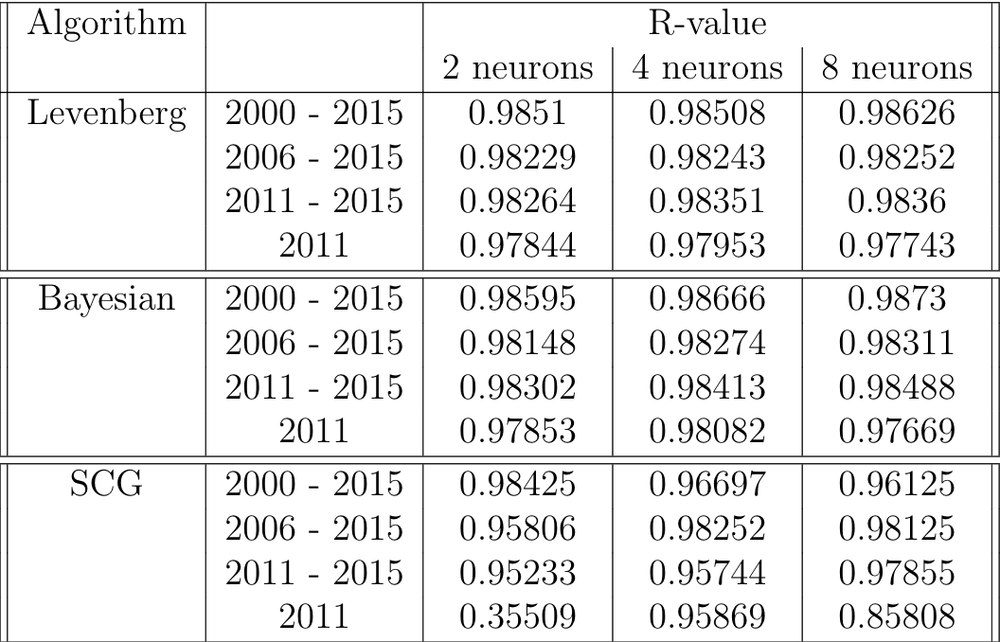 Algorithm R-value
2 neurons 4 neurons 8 neurons
Levenberg 2000 - 2015 0.9851 0.98508 0.98626
2006 - 2015 0.98229 0.98243 0.98252
2011 - 2015 0.98264 0.98351 0.9836
2011 0.97844 0.97953 0.97743
Bayesian 2000 - 2015 0.98595 0.98666 0.9873
2006 - 2015 0.98148 0.98274 0.98311
2011 - 2015 0.98302 0.98413 0.98488
2011 0.97853 0.98082 0.97669
SCG 2000 - 2015 0.98425 0.96697 0.96125
2006 - 2015 0.95806 0.98252 0.98125
2011 - 2015 0.95233 0.95744 0.97855
2011 0.35509 0.95869 0.85808